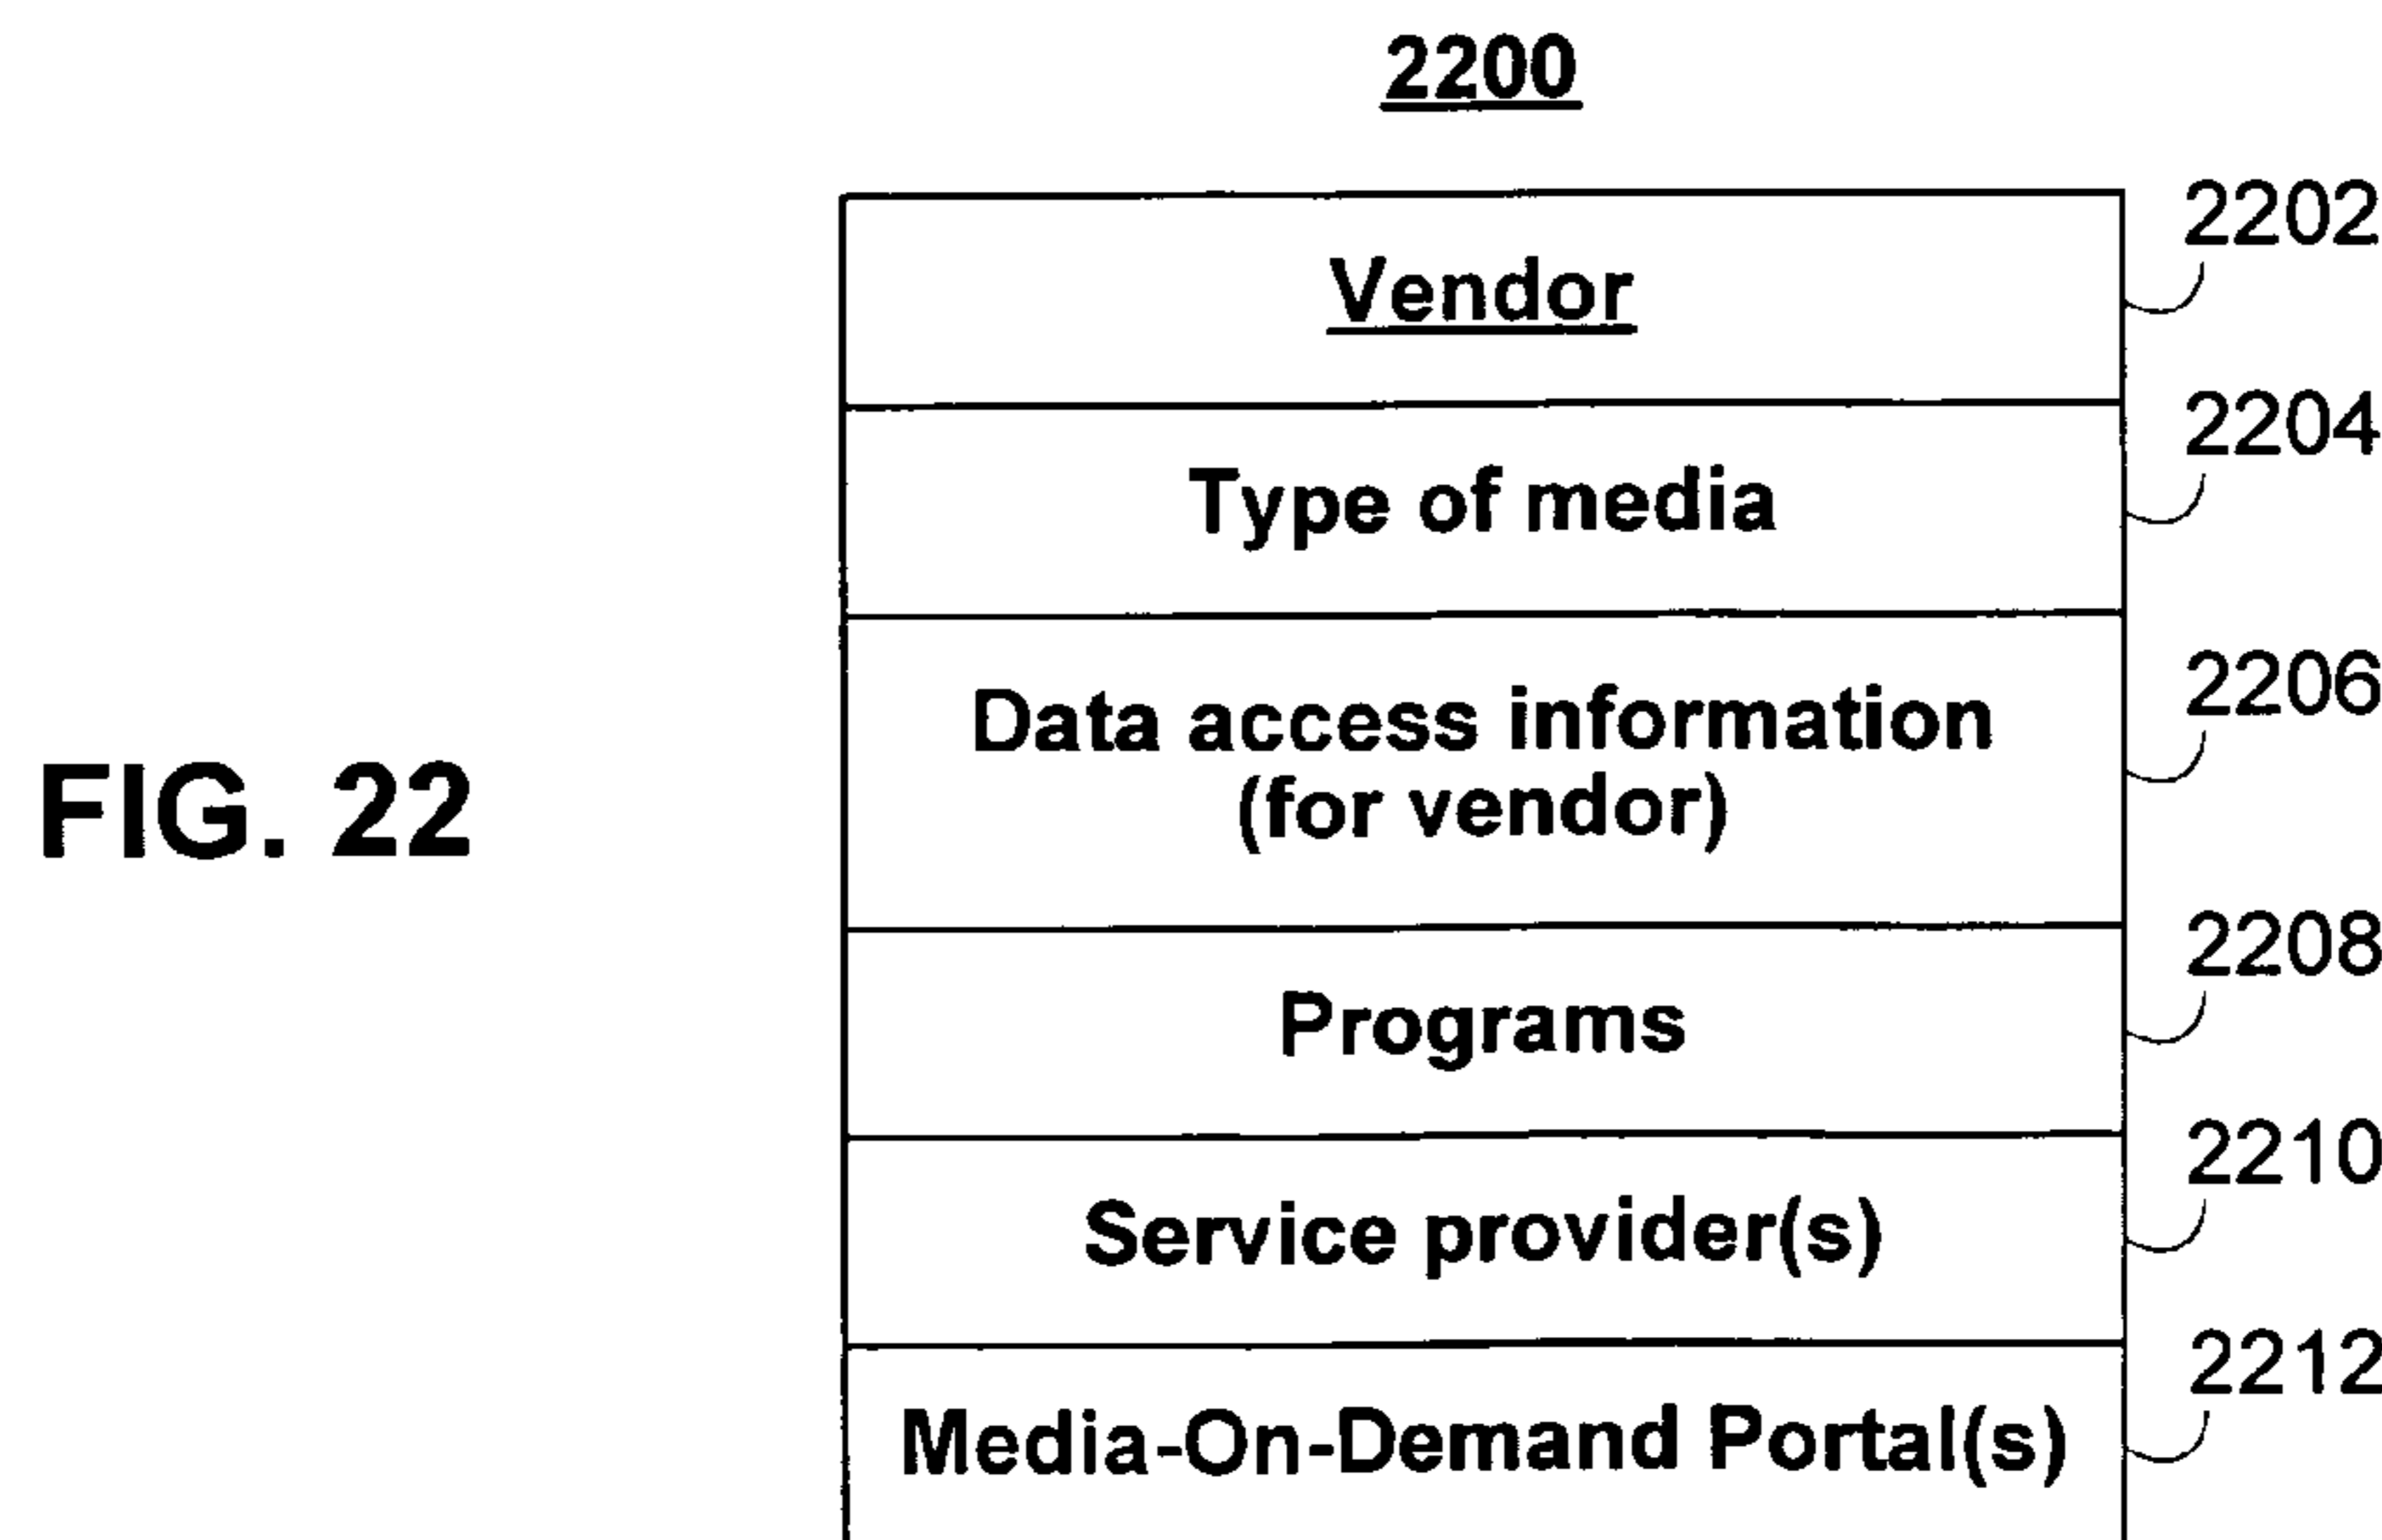 2200
Vendor
2202
Type of media
2204
Data access information
(for vendor)
2206
FIG. 22
Programs
2208
Service provider(s)
2210
Media-On-Demand Portal(s)
2212